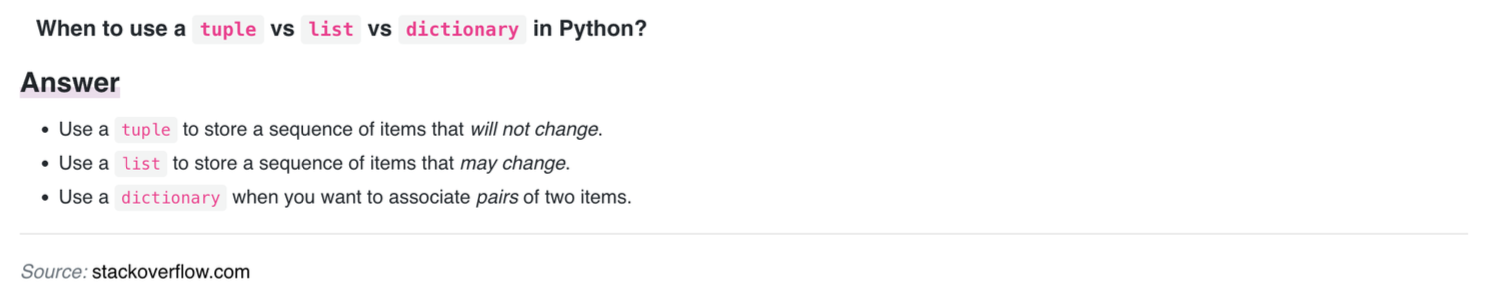 When to use a tuple vs list vs dictionary in Python?
Answer
• Use a tuple to store a sequence of items that will not change.
• Use a list to store a sequence of items that may change.
• Use a dictionary when you want to associate pairs of two items.
Source: stackoverflow.com